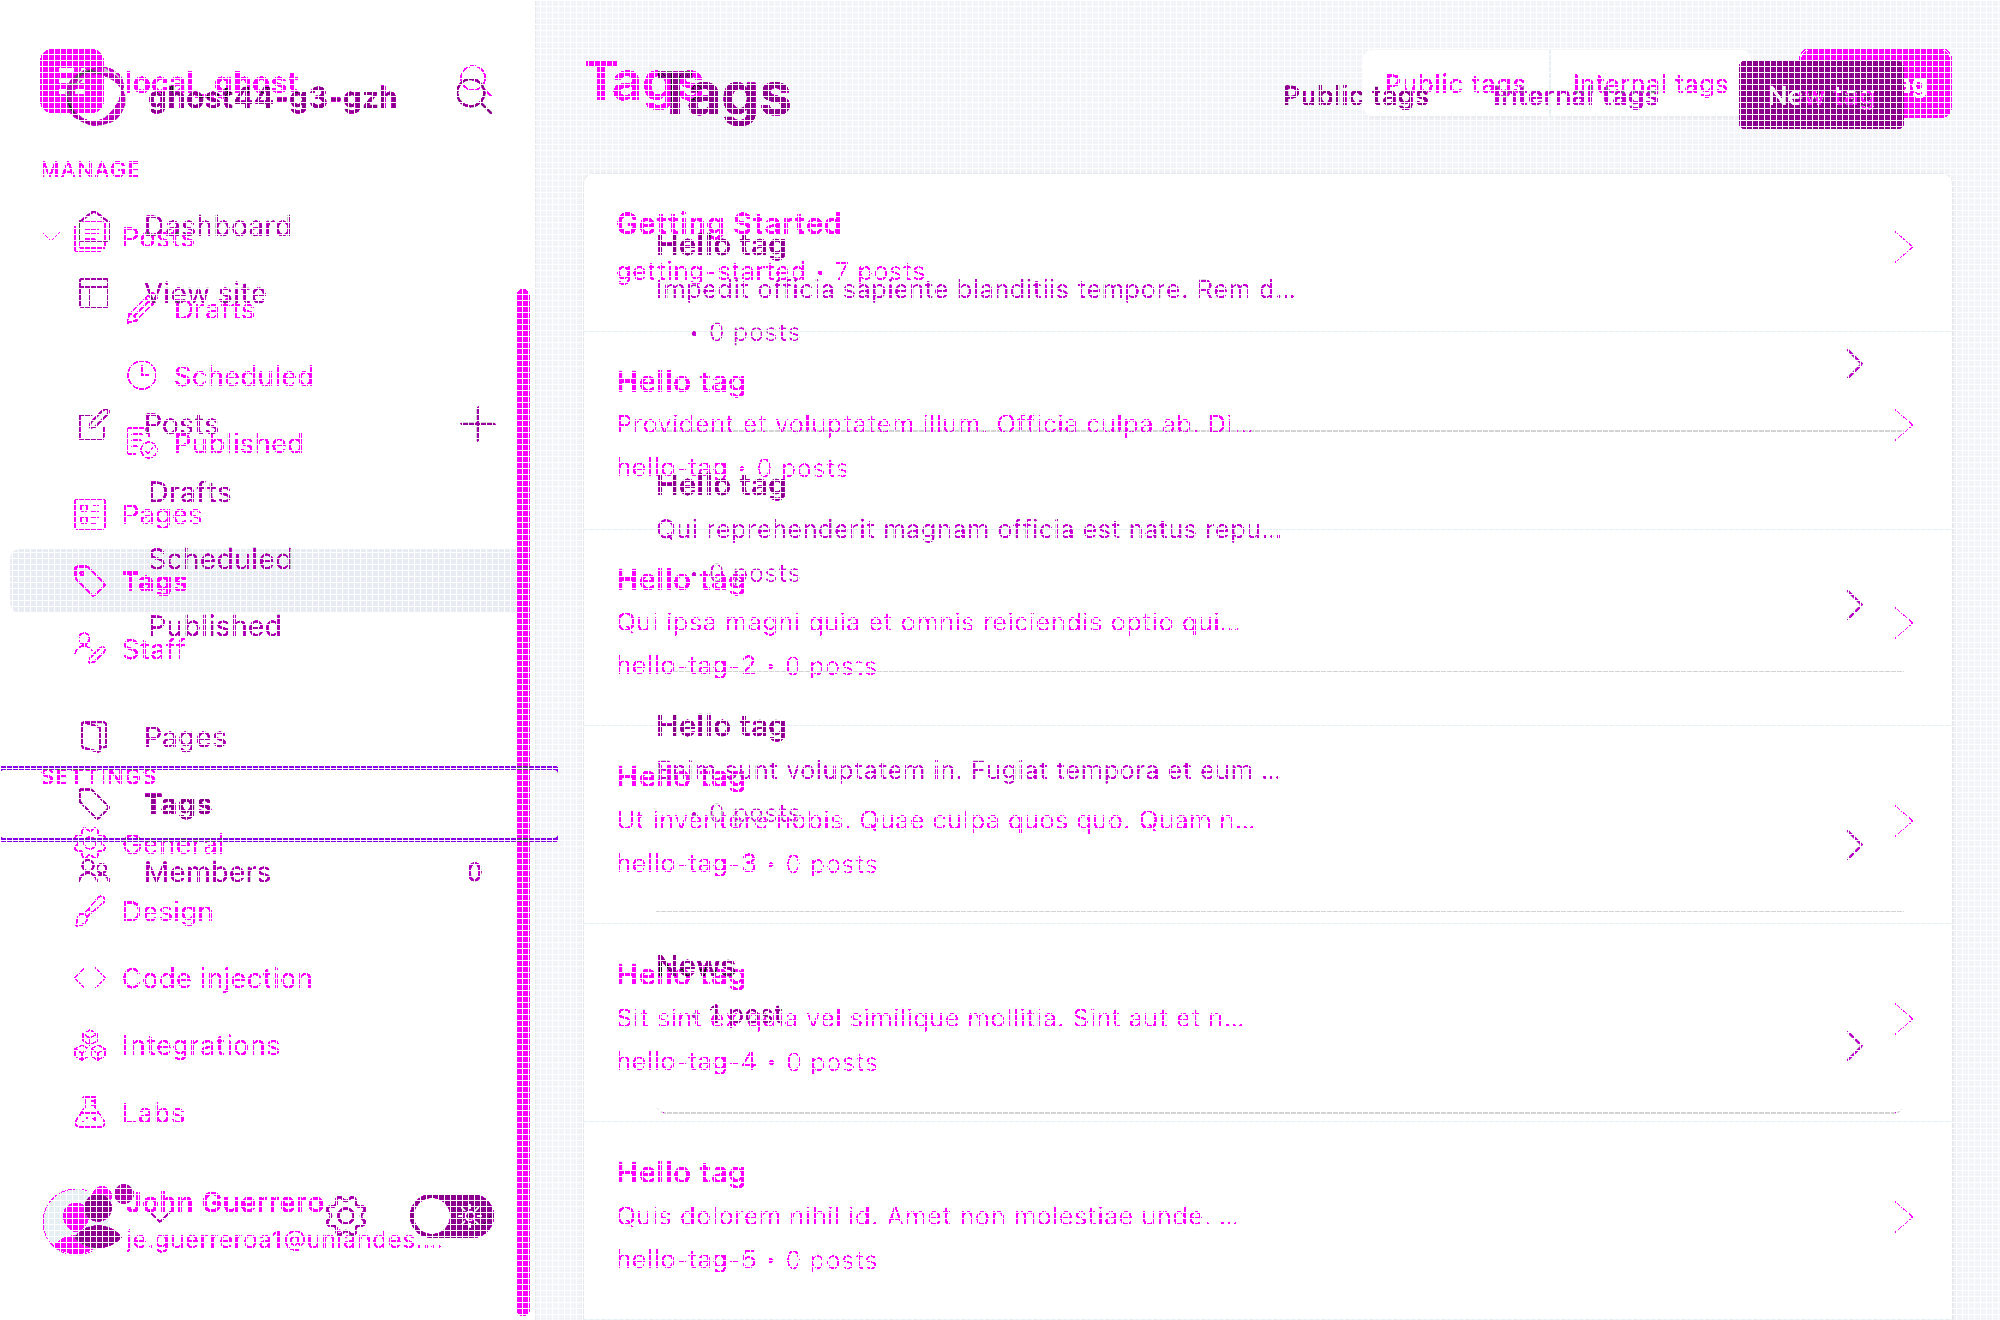 local_ghost
ghost44-g3-gzh
MANAGE
Dashboard
Posts
View site
Drafts
Scheduled
Posts
Published
Drafts
Pages
Scheduled
Tags
Published
Staff
Pages
SETTINGS
Tags
General
Members 0
Design
Code injection
Integrations
Labs
John Guerrero
je.guerreroa1@uniandes....
Tags
Tags
Public tags Internal tags
Public tags Internal tags New tag
Getting Started
Hello tag
getting-started • 7 posts
Impedit officia sapiente blanditiis tempore. Rem d...
• 0 posts
Hello tag
Provident et voluptatem illum. Officia culpa ab. Di...
hello-tag • 0 posts
Hello tag
Qui reprehenderit magnam officia est natus repu...
• 0 posts
Hello tag
Qui ipsa magni quia et omnis reiciendis optio qui...
hello-tag-2 • 0 posts
Hello tag
Enim sunt voluptatem in. Fugiat tempora et eum ...
Hello tag
• 0 posts
Ut inventore nobis. Quae culpa quos quo. Quam n...
hello-tag-3 • 0 posts
News
Hello tag
• 1 post
Sit sint et quia vel similique mollitia. Sint aut et n...
hello-tag-4 • 0 posts
Hello tag
Quis dolorem nihil id. Amet non molestiae unde. ...
hello-tag-5 • 0 posts